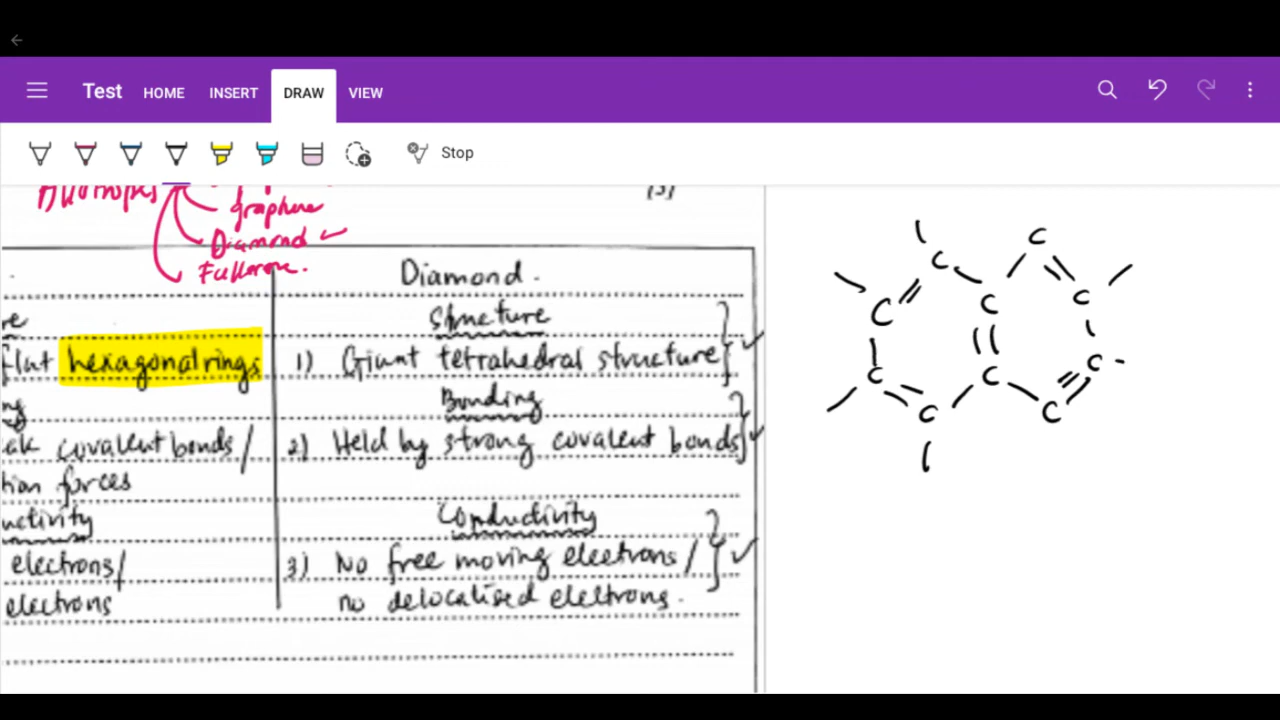 Test HOME INSERT DRAW VIEW
Stop
Allotropes
[3]
Graphene
Diamond
Fullerene.
Diamond.
re
Structure
flat hexagonal rings
1) Giant tetrahedral structure
ng
Bonding
ak covalent bonds/
2) Held by strong covalent bonds
tion forces
uctivity
Conductivity
electrons/
3) No free moving electrons /
electrons
no delocalised electrons.
C
C
C
C
C
C
C
C
C
C